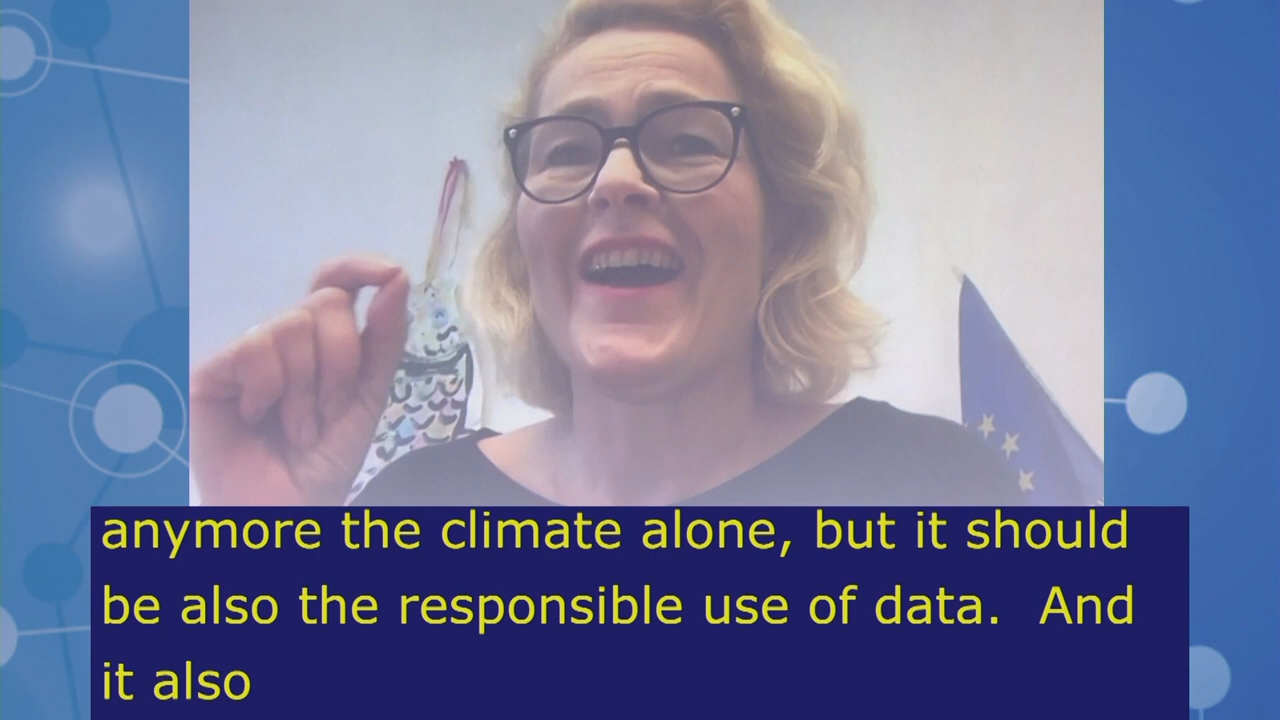 anymore the climate alone, but it should
be also the responsible use of data.  And
it also